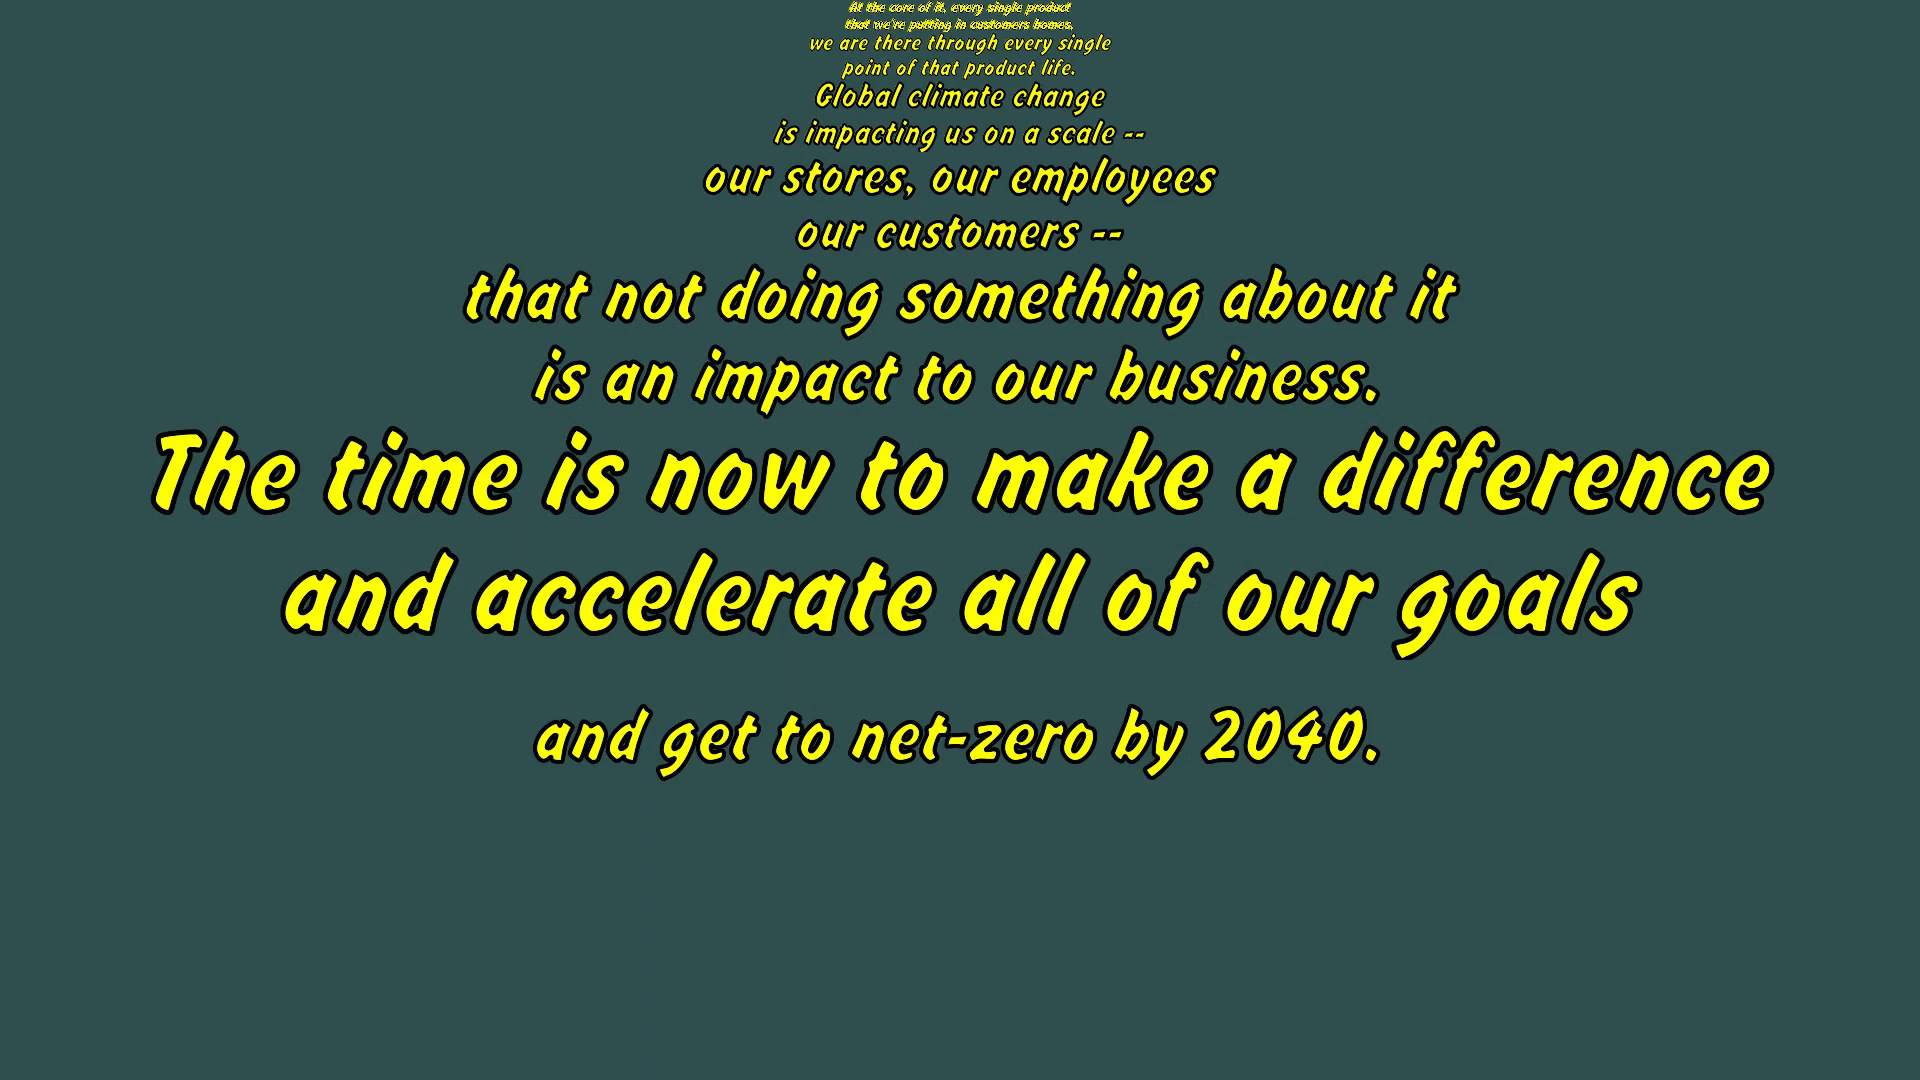 At the core of it, every single product
that we're putting in customers homes,
we are there through every single
point of that product life.
Global climate change
is impacting us on a scale --
our stores, our employees
our customers --
that not doing something about it
is an impact to our business.
The time is now to make a difference
and accelerate all of our goals
and get to net-zero by 2040.